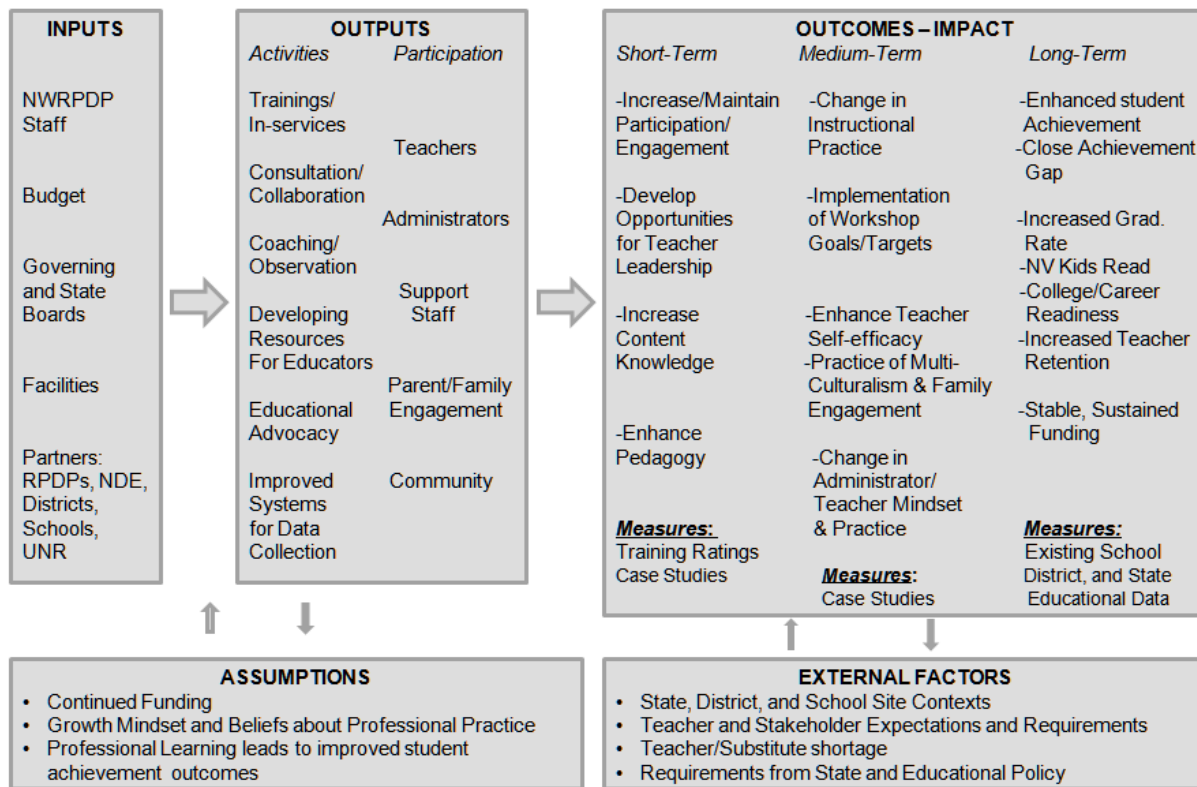 INPUTS
NWRPDP
Staff
Budget
Governing
and State
Boards
Facilities
Partners:
RPDPs, NDE,
Districts,
Schools,
UNR
OUTPUTS
Activities
Trainings/
In-services
Consultation/
Collaboration
Coaching/
Observation
Developing
Resources
For Educators
Educational
Advocacy
Improved
Systems
for Data
Collection
Participation
Teachers
Administrators
Support
Staff
Parent/Family
Engagement
Community
OUTCOMES – IMPACT
Short-Term
-Increase/Maintain
Participation/
Engagement
-Develop
Opportunities
for Teacher
Leadership
-Increase
Content
Knowledge
-Enhance
Pedagogy
Measures:
Training Ratings
Case Studies
Medium-Term
-Change in
Instructional
Practice
-Implementation
of Workshop
Goals/Targets
-Enhance Teacher
Self-efficacy
-Practice of Multi-
Culturalism & Family
Engagement
-Change in
Administrator/
Teacher Mindset
& Practice
Measures:
Case Studies
Long-Term
-Enhanced student
Achievement
-Close Achievement
Gap
-Increased Grad.
Rate
-NV Kids Read
-College/Career
Readiness
-Increased Teacher
Retention
-Stable, Sustained
Funding
Measures:
Existing School
District, and State
Educational Data
ASSUMPTIONS
• Continued Funding
• Growth Mindset and Beliefs about Professional Practice
• Professional Learning leads to improved student
achievement outcomes
EXTERNAL FACTORS
• State, District, and School Site Contexts
• Teacher and Stakeholder Expectations and Requirements
• Teacher/Substitute shortage
• Requirements from State and Educational Policy